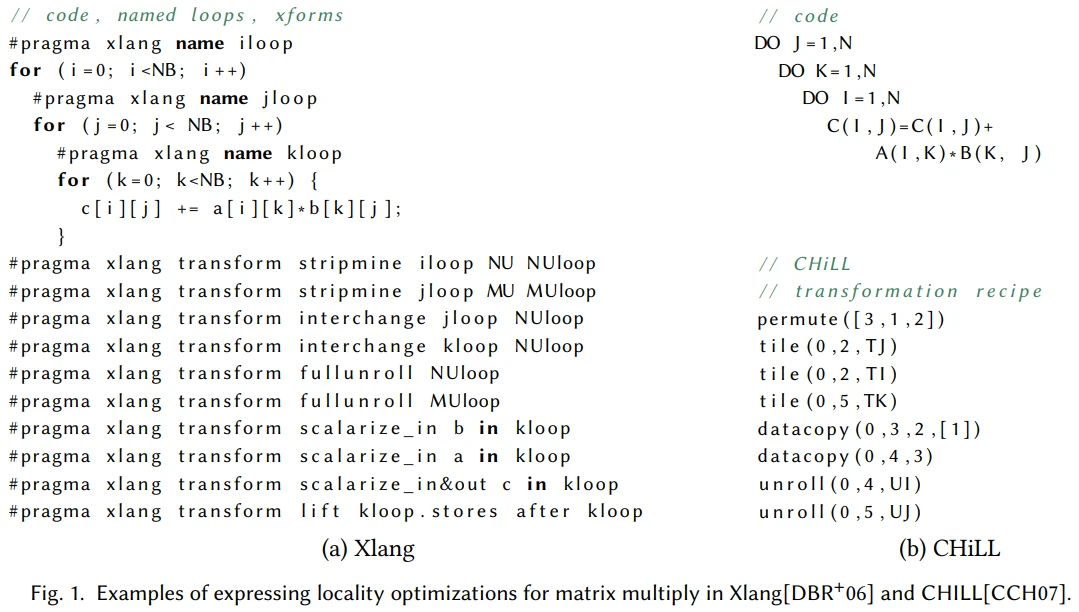 // code, named loops, xforms
#pragma xlang name iloop
for (i=0; i<NB; i++)
#pragma xlang name jloop
for (j=0; j< NB; j++)
#pragma xlang name kloop
for (k=0; k<NB; k++) {
c[i][j] += a[i][k]*b[k][j];
}
#pragma xlang transform stripmine iloop NU NUloop
#pragma xlang transform stripmine jloop MU MUloop
#pragma xlang transform interchange jloop NUloop
#pragma xlang transform interchange kloop NUloop
#pragma xlang transform fullunroll NUloop
#pragma xlang transform fullunroll MUloop
#pragma xlang transform scalarize_in b in kloop
#pragma xlang transform scalarize_in a in kloop
#pragma xlang transform scalarize_in&out c in kloop
#pragma xlang transform lift kloop.stores after kloop
(a) Xlang
// code
DO J=1,N
DO K=1,N
DO I=1,N
C(I,J)=C(I,J)+
A(I,K)*B(K, J)
// CHiLL
// transformation recipe
permute([3,1,2])
tile(0,2,TJ)
tile(0,2,TI)
tile(0,5,TK)
datacopy(0,3,2,[1])
datacopy(0,4,3)
unroll(0,4,UI)
unroll(0,5,UJ)
(b) CHiLL
Fig. 1. Examples of expressing locality optimizations for matrix multiply in Xlang[DBR+06] and CHILL[CCH07].